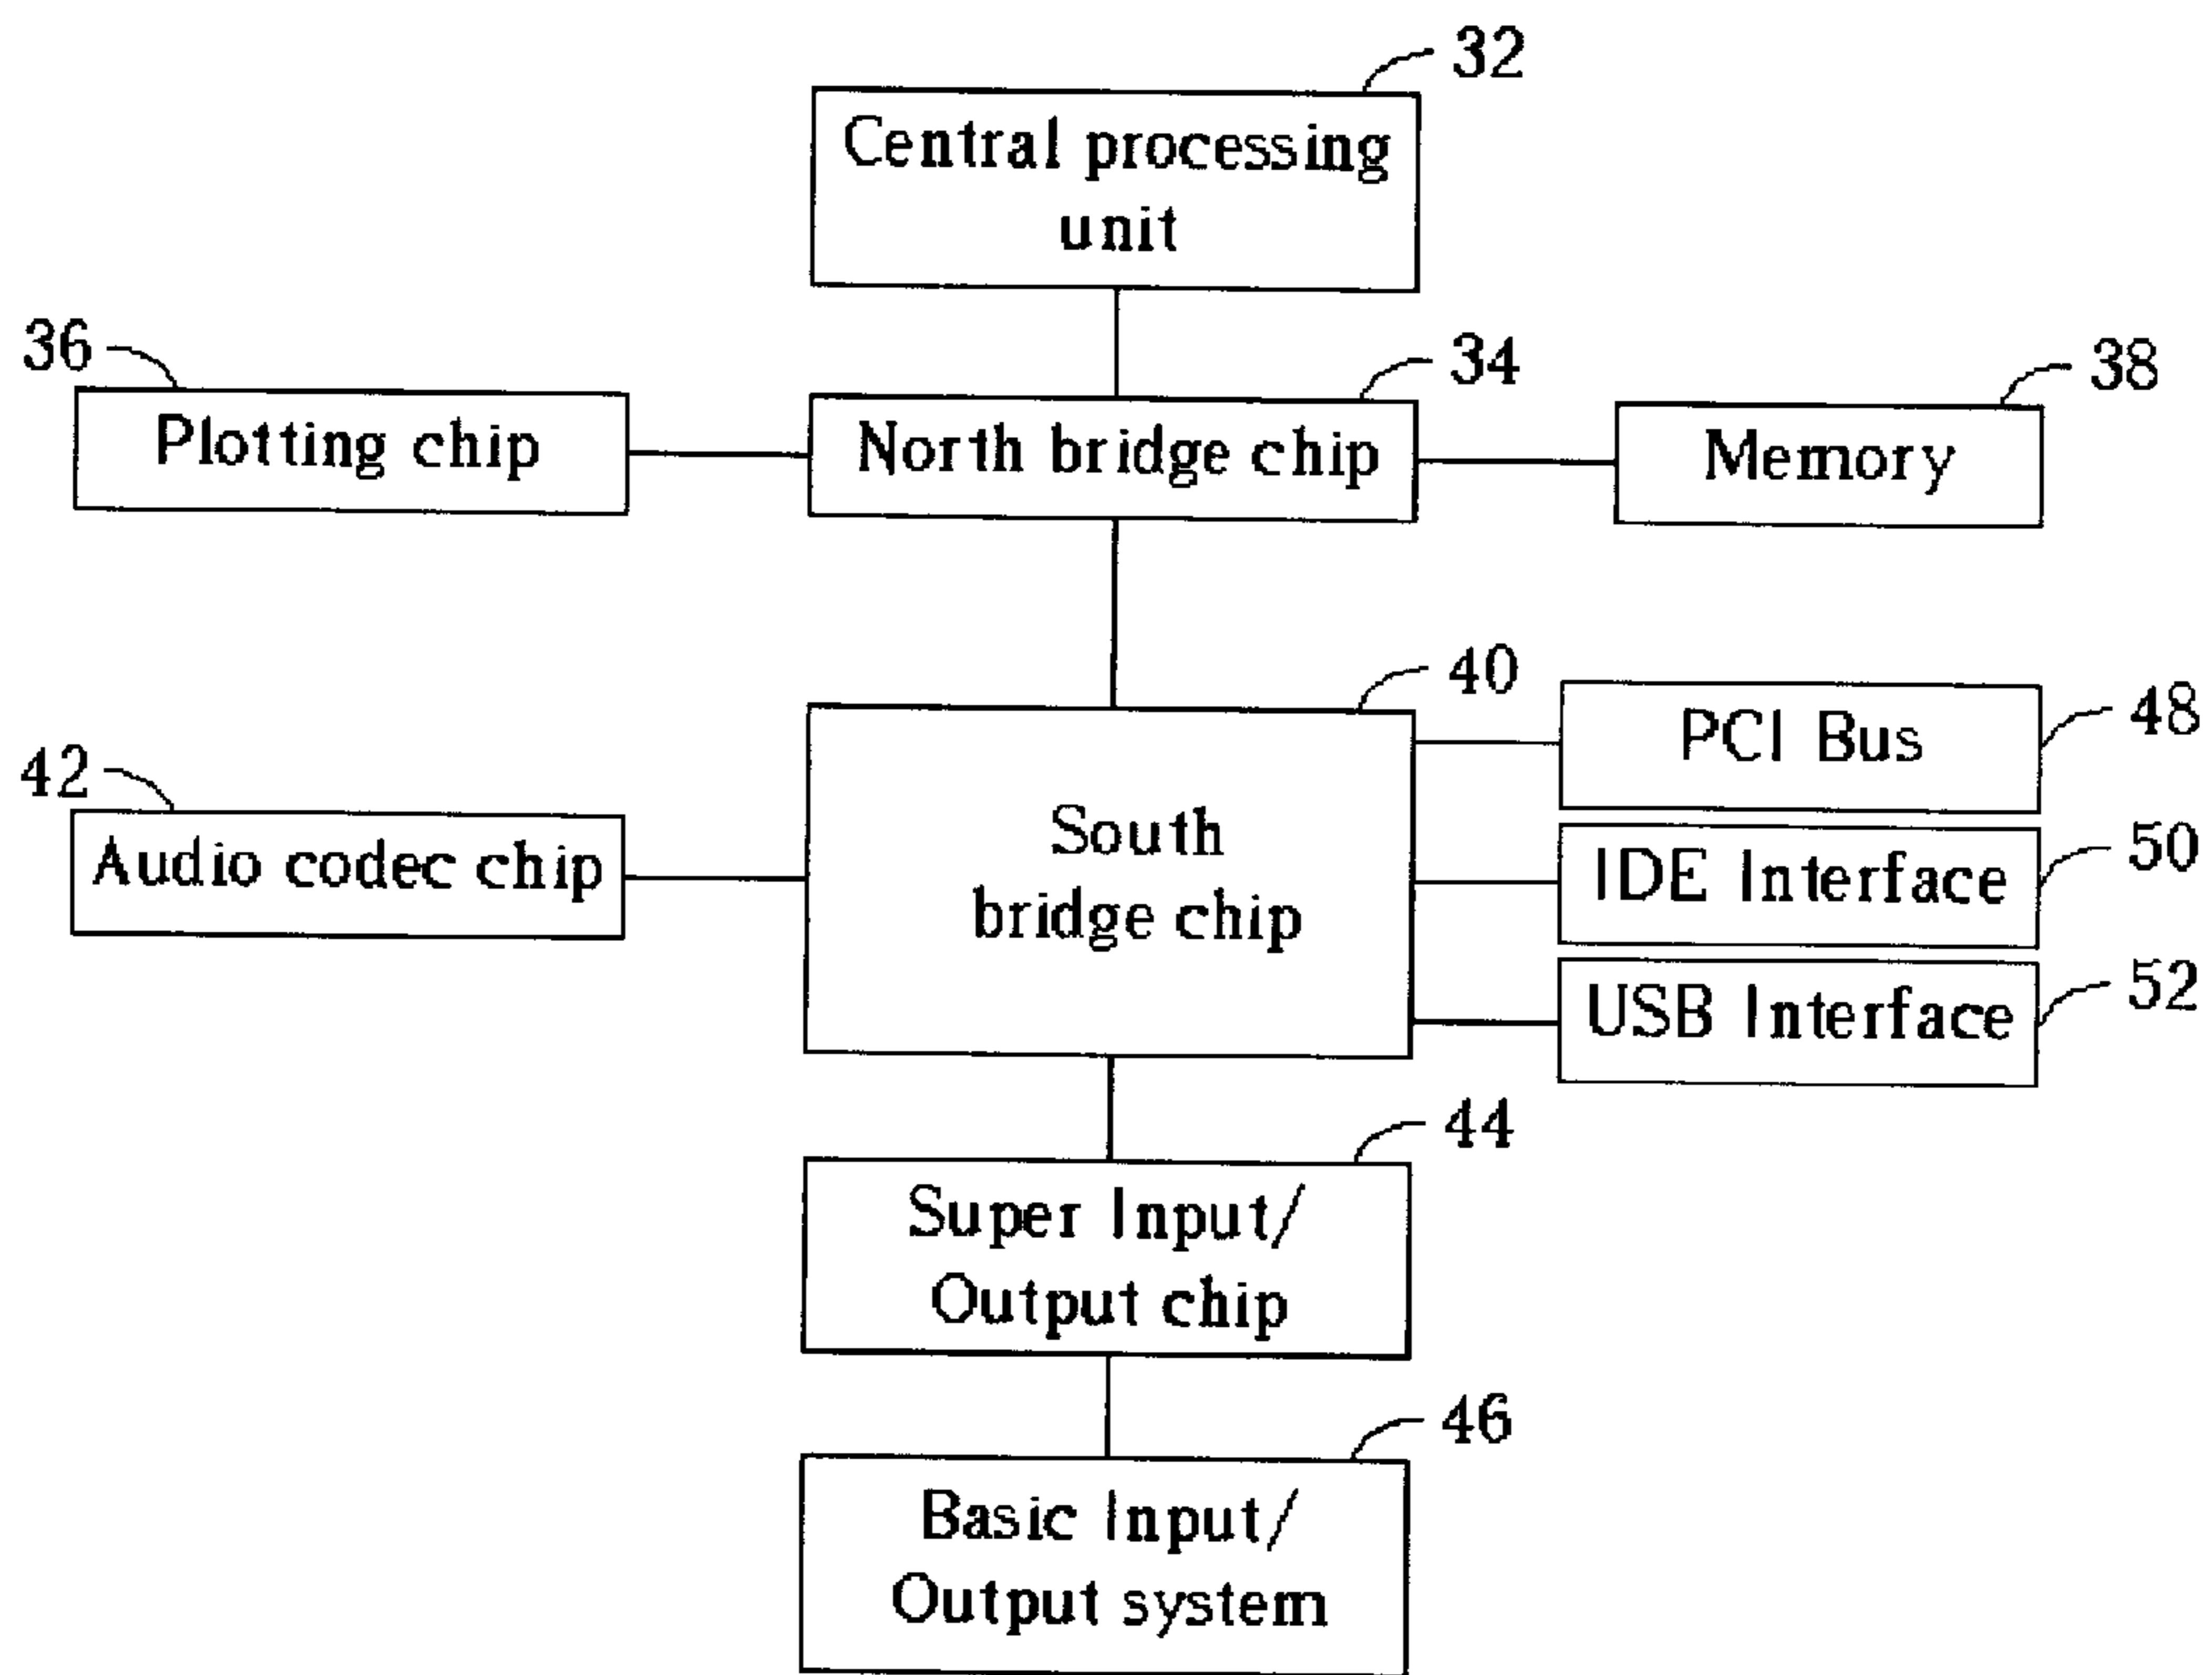 32
Central processing
unit
36
34
38
Plotting chip
North bridge chip
Memory
40
48
PCI Bus
42
South
bridge chip
Audio codec chip
50
IDE Interface
52
USB Interface
44
Super Input/
Output chip
46
Basic Input/
Output system